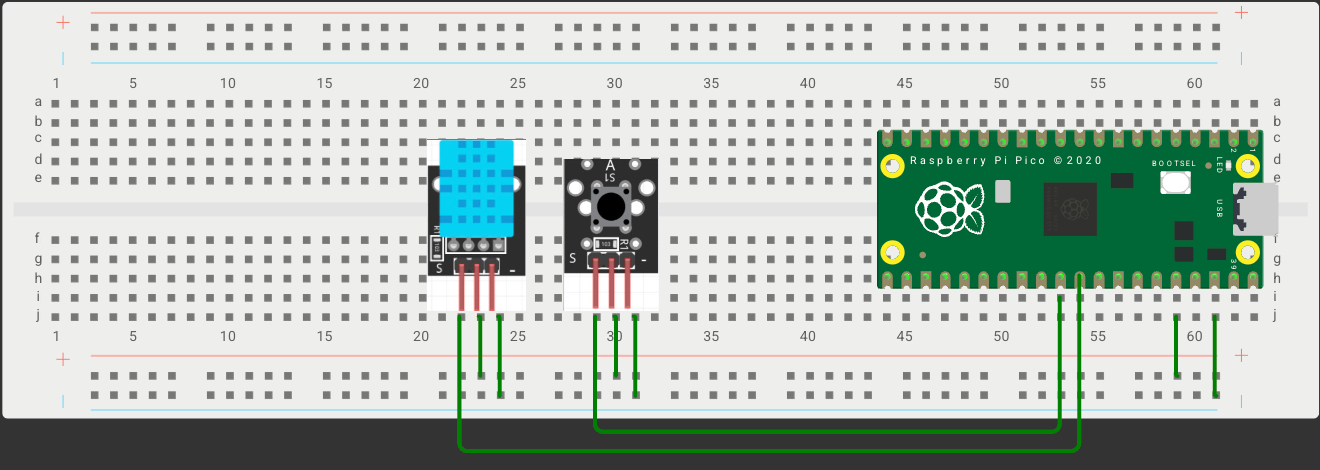 + +
1 5 10 15 20 25 30 35 40 45 50 55 60
a a
b b
c c
d d
e e
f
g g
h h
i i
j j
A
S1
103
R1
S -
S -
Raspberry Pi Pico ©2020
BOOTSEL
LED
USB
2 1
39
1 5 10 15 20 25 30 35 40 45 50 55 60
+ +